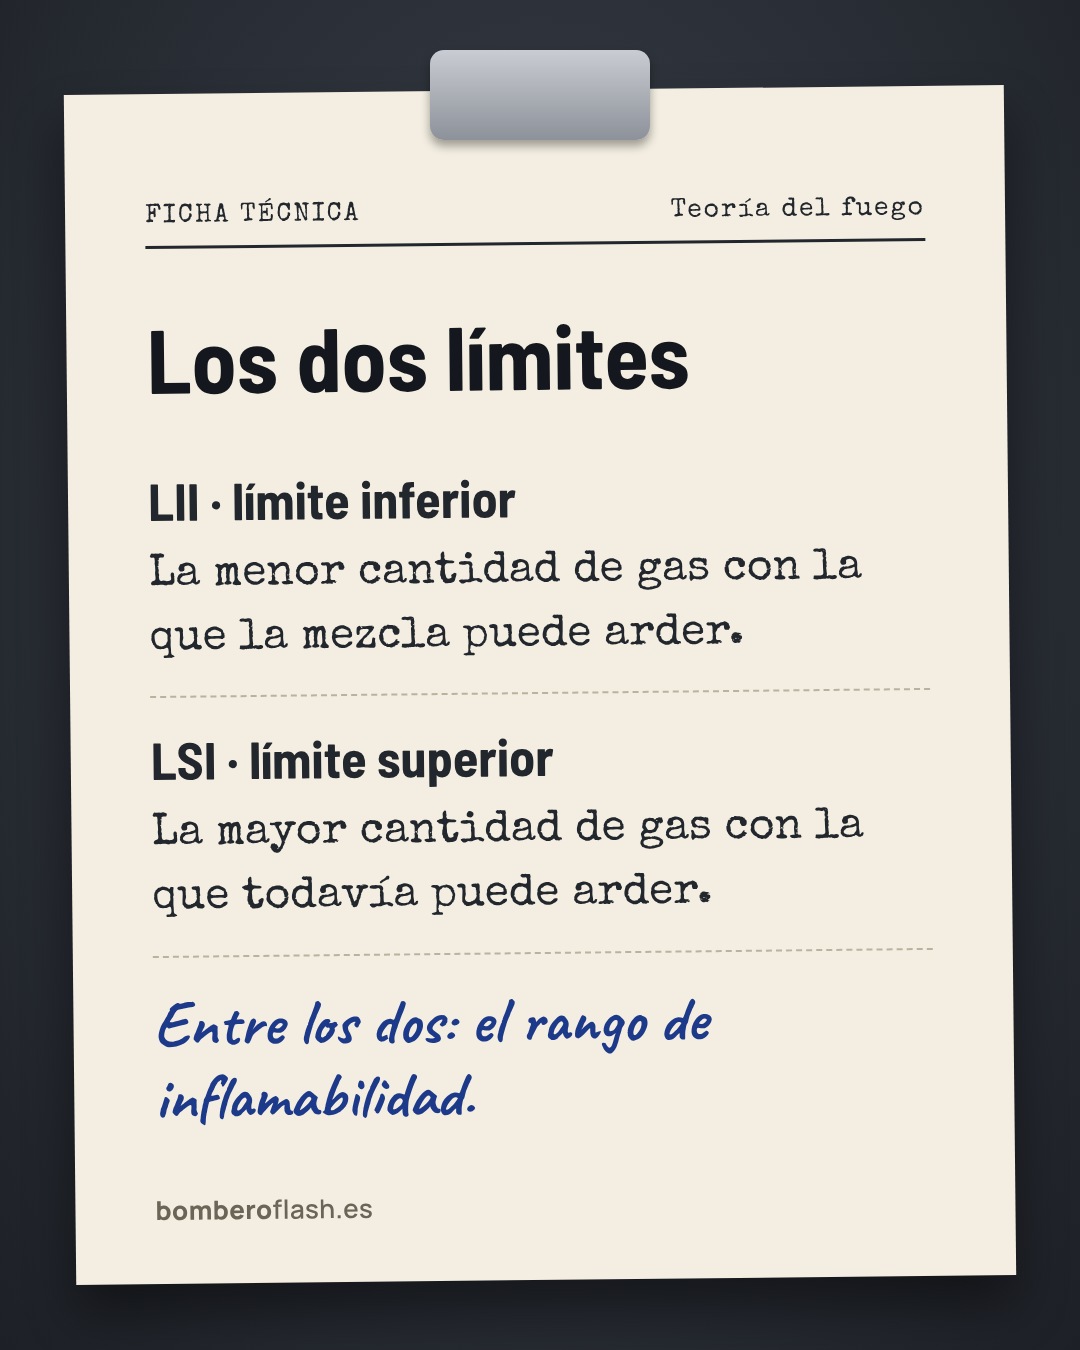 FICHA TÉCNICA
Teoría del fuego
Los dos límites
LII · límite inferior
La menor cantidad de gas con la
que la mezcla puede arder.
LSI · límite superior
La mayor cantidad de gas con la
que todavía puede arder.
Entre los dos: el rango de
inflamabilidad.
bomberoflash.es